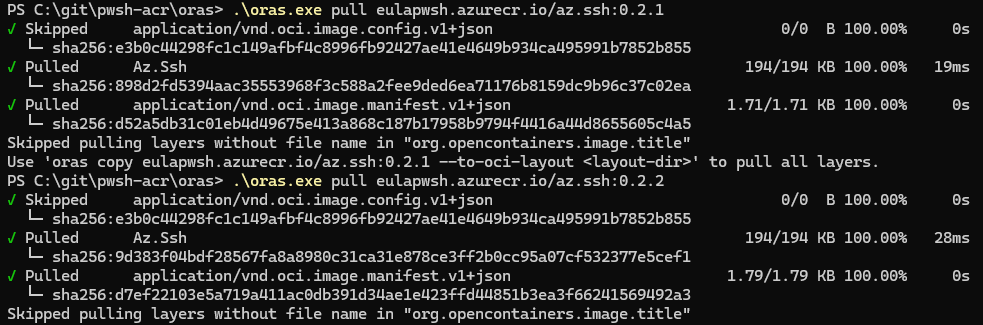 PS C:\git\pwsh-acr\oras> .\oras.exe pull eulapwsh.azurecr.io/az.ssh:0.2.1
✓ Skipped application/vnd.oci.image.config.v1+json 0/0 B 100.00% 0s
└─ sha256:e3b0c44298fc1c149afbf4c8996fb92427ae41e4649b934ca495991b7852b855
✓ Pulled Az.Ssh 194/194 KB 100.00% 19ms
└─ sha256:898d2fd5394aac35553968f3c588a2fee9ded6ea71176b8159dc9b96c37c02ea
✓ Pulled application/vnd.oci.image.manifest.v1+json 1.71/1.71 KB 100.00% 0s
└─ sha256:d52a5db31c01eb4d49675e413a868c187b17958b9794f4416a44d8655605c4a5
Skipped pulling layers without file name in "org.opencontainers.image.title"
Use 'oras copy eulapwsh.azurecr.io/az.ssh:0.2.1 --to-oci-layout <layout-dir>' to pull all layers.
PS C:\git\pwsh-acr\oras> .\oras.exe pull eulapwsh.azurecr.io/az.ssh:0.2.2
✓ Skipped application/vnd.oci.image.config.v1+json 0/0 B 100.00% 0s
└─ sha256:e3b0c44298fc1c149afbf4c8996fb92427ae41e4649b934ca495991b7852b855
✓ Pulled Az.Ssh 194/194 KB 100.00% 28ms
└─ sha256:9d383f04bdf28567fa8a8980c31ca31e878ce3ff2b0cc95a07cf532377e5cef1
✓ Pulled application/vnd.oci.image.manifest.v1+json 1.79/1.79 KB 100.00% 0s
└─ sha256:d7ef22103e5a719a411ac0db391d34ae1e423ffd44851b3ea3f66241569492a3
Skipped pulling layers without file name in "org.opencontainers.image.title"